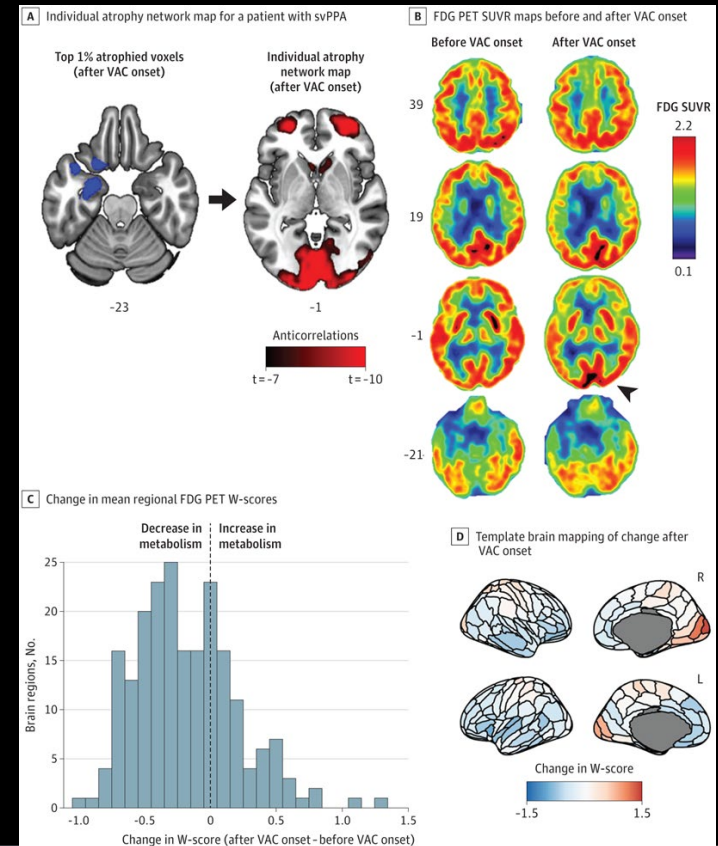 A Individual atrophy network map for a patient with svPPA
Top 1% atrophied voxels
(after VAC onset)
Individual atrophy
network map
(after VAC onset)
-23
-1
Anticorrelations
t=-7
t=-10
B FDG PET SUVR maps before and after VAC onset
Before VAC onset
After VAC onset
39
19
-1
-21
FDG SUVR
2.2
0.1
C Change in mean regional FDG PET W-scores
Decrease in
metabolism
Increase in
metabolism
Brain regions, No.
25
20
15
10
5
0
-1.0
-0.5
0
0.5
1.0
1.5
Change in W-score (after VAC onset – before VAC onset)
D Template brain mapping of change after
VAC onset
R
L
Change in W-score
-1.5
1.5